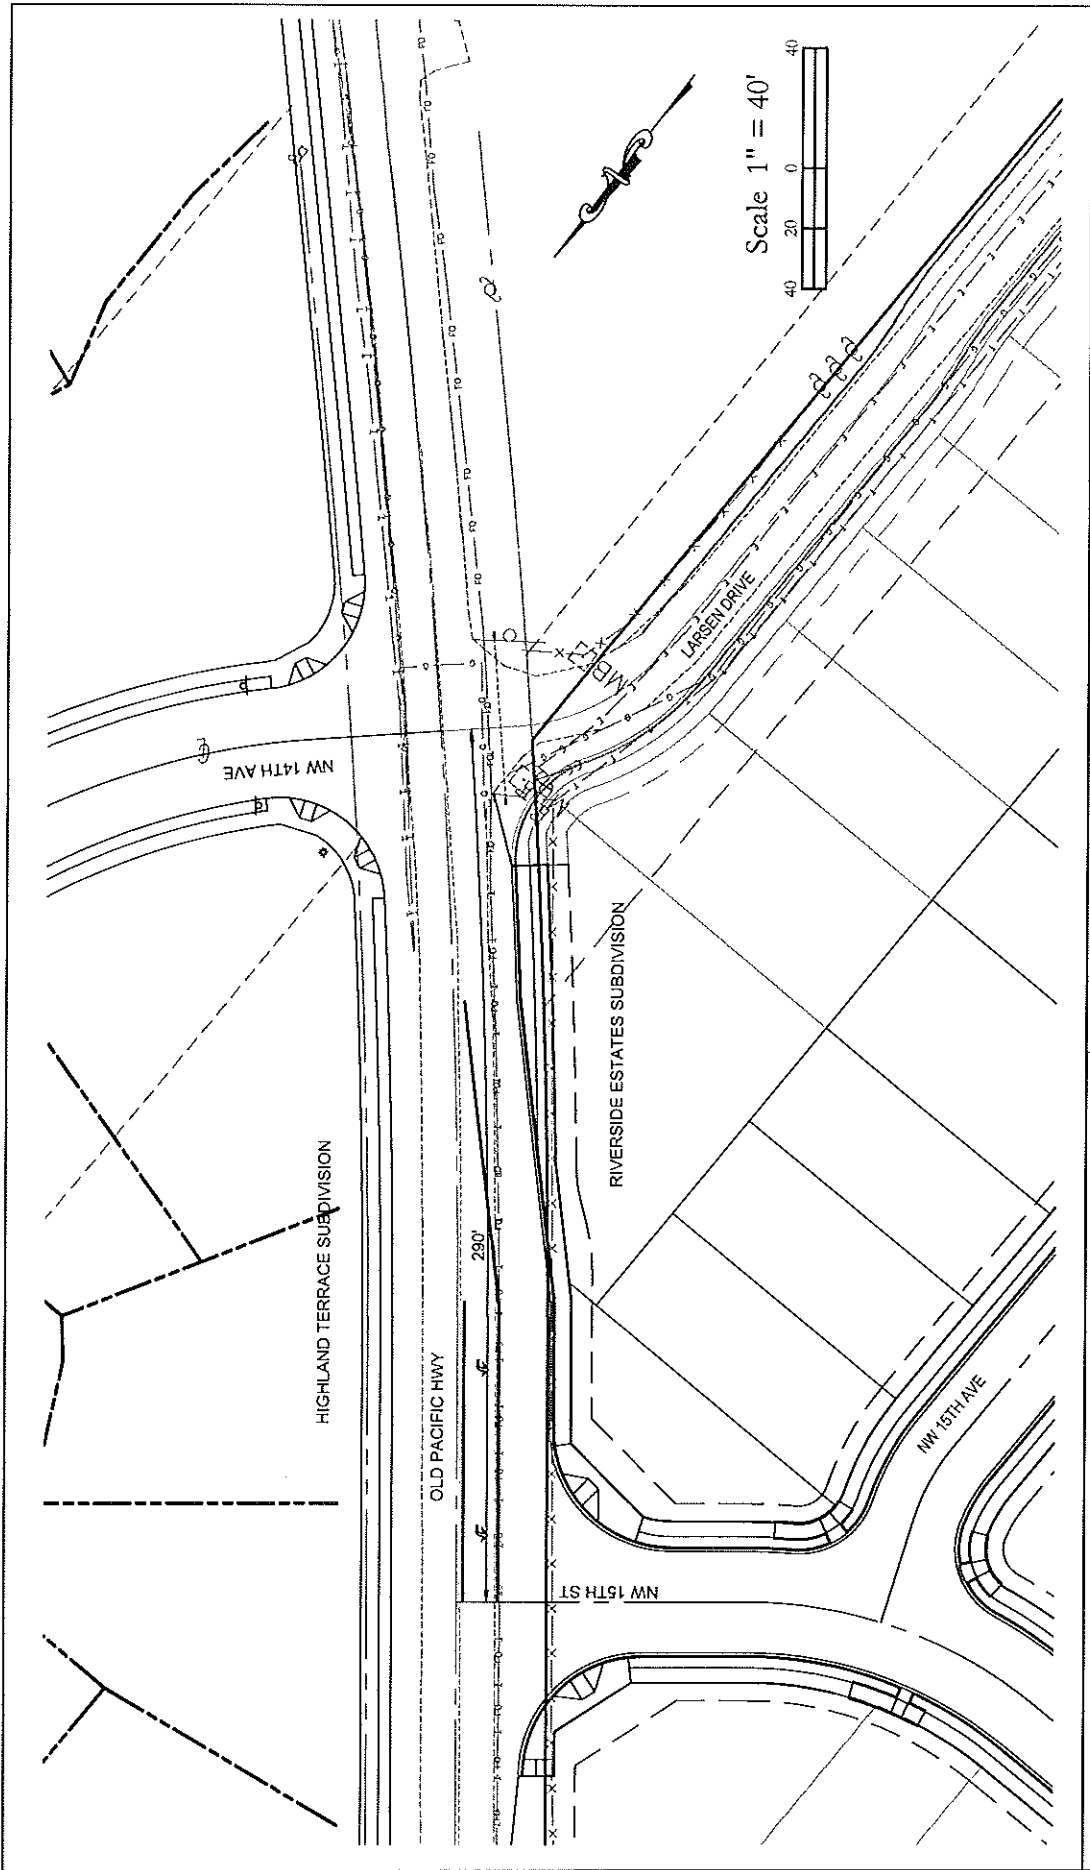 Scale 1" = 40'
40
20
0
40
NW 14TH AVE
LARSEN DRIVE
MB
HIGHLAND TERRACE SUBDIVISION
OLD PACIFIC HWY
290'
RIVERSIDE ESTATES SUBDIVISION
NW 15TH AVE
NW 15TH ST